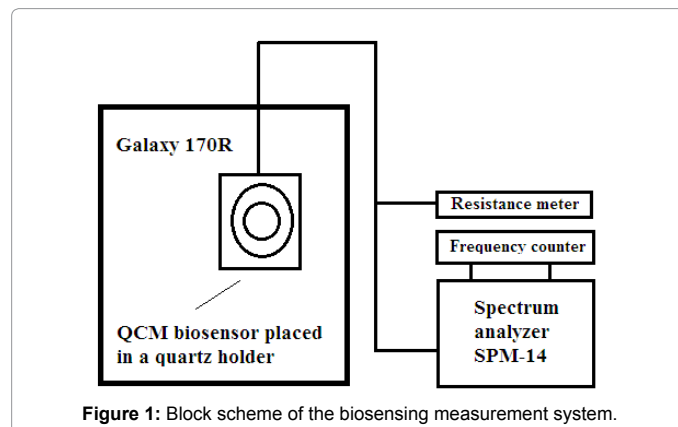 Galaxy 170R
QCM biosensor placed
in a quartz holder
Resistance meter
Frequency counter
Spectrum
analyzer
SPM-14
Figure 1: Block scheme of the biosensing measurement system.